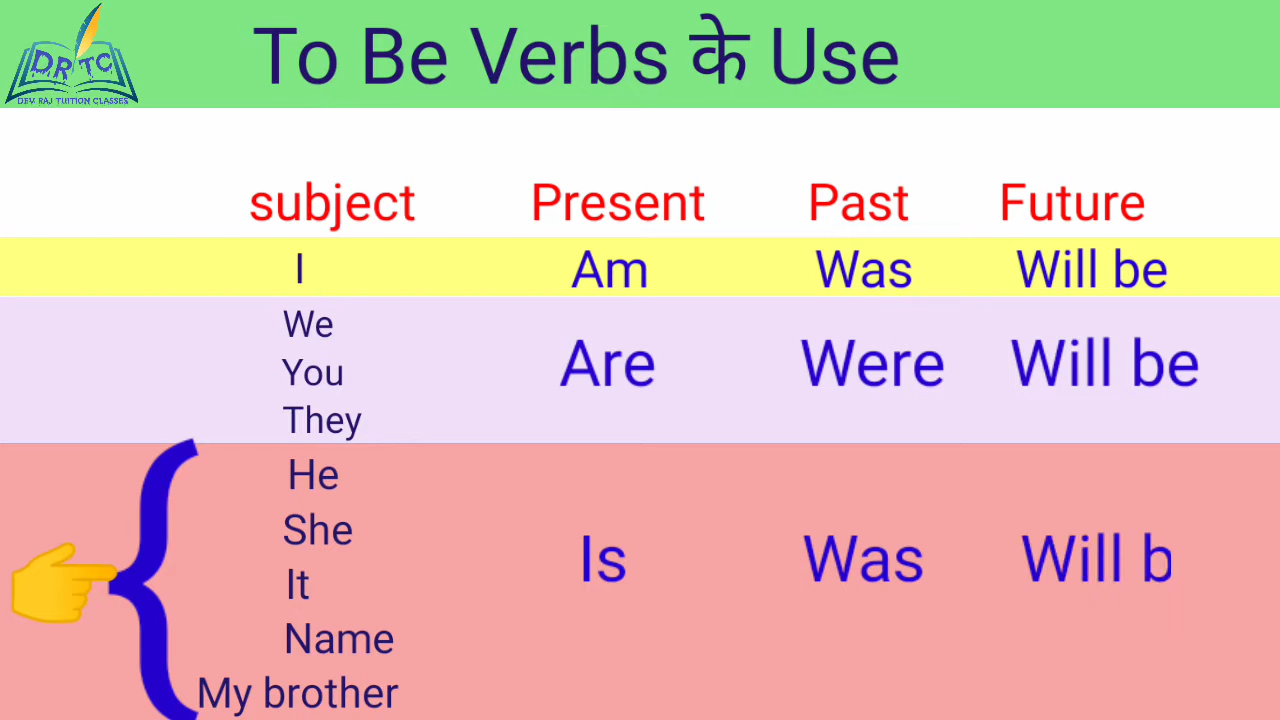 DRTC
DEV RAJ TUITION CLASSES
To Be Verbs के Use
subject Present Past Future
I Am Was Will be
We
You
They
Are Were Will be
He
She
It
Name
My brother
Is Was Will b